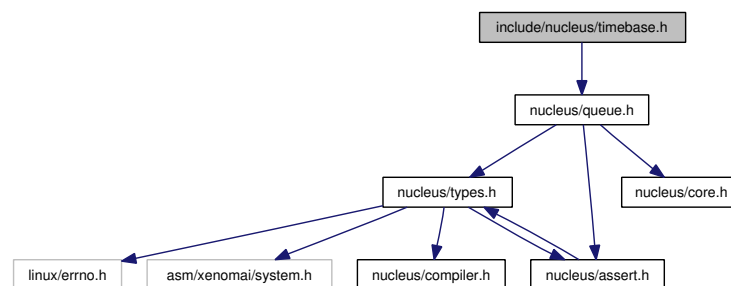 include/nucleus/timebase.h
nucleus/queue.h
nucleus/types.h
nucleus/core.h
linux/errno.h
asm/xenomai/system.h
nucleus/compiler.h
nucleus/assert.h